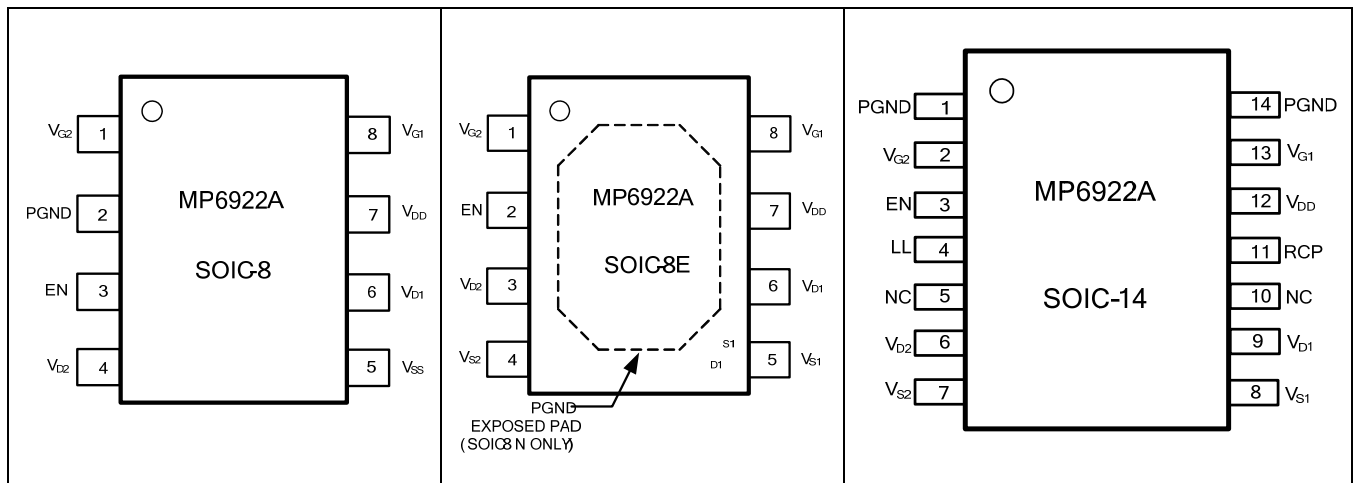 VG2 1
8 VG1
MP6922A
PGND 2
7 VDD
SOIC-8
EN 3
6 VD1
VD2 4
5 VSS
VG2 1
8 VG1
MP6922A
EN 2
7 VDD
SOIC-8E
VD2 3
6 VD1
S1
VS2 4
D1
5 VS1
PGND
EXPOSED PAD
(SOIC8 N ONLY)
PGND 1
14 PGND
VG2 2
13 VG1
MP6922A
EN 3
12 VDD
LL 4
11 RCP
NC 5
10 NC
SOIC-14
VD2 6
9 VD1
VS2 7
8 VS1